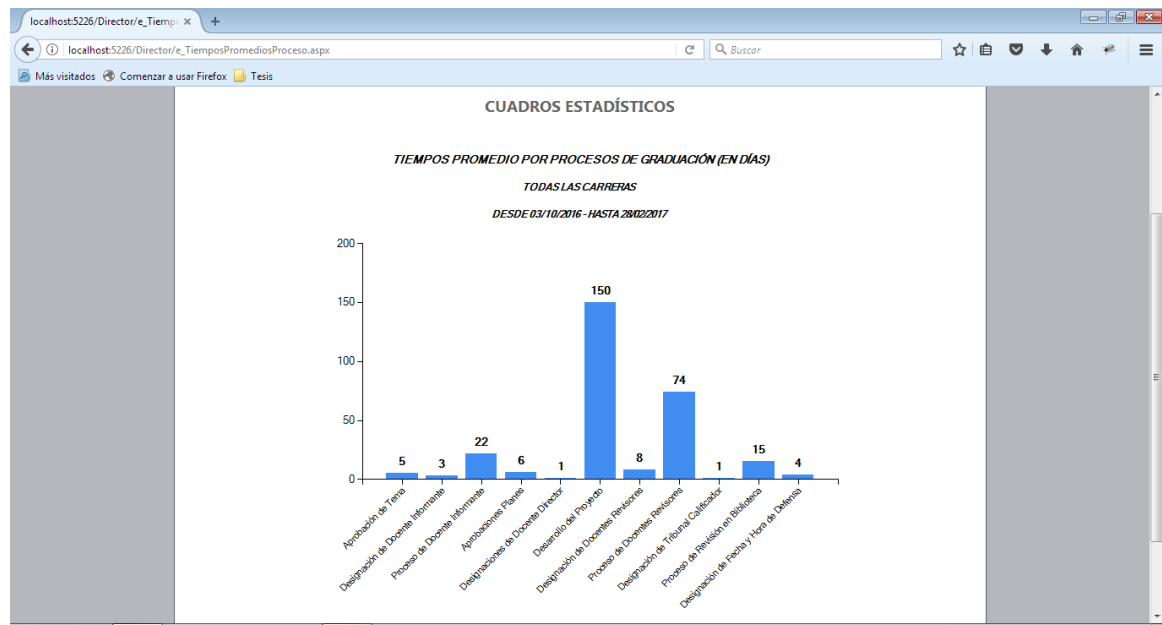 localhost:5226/Director/e_Tiemp
localhost:5226/Director/e_TiemposPromediosProceso.aspx
Buscar
Más visitados Comenzar a usar Firefox Tesis
CUADROS ESTADÍSTICOS
TIEMPOS PROMEDIO POR PROCESOS DE GRADUACIÓN (EN DÍAS)
TODAS LAS CARRERAS
DESDE 03/10/2016 - HASTA 28/02/2017
200
150
100
50
0
5
3
22
6
1
150
8
74
1
15
4
Aprobación de Tema
Designación de Docente Informante
Proceso de Docente Informante
Aprobaciones Planes
Designaciones de Docente Director
Desarrollo del Proyecto
Designación de Docentes Revisores
Proceso de Docentes Revisores
Designación de Tribunal Calificador
Proceso de Revisión en Biblioteca
Designación de Fecha y Hora de Defensa